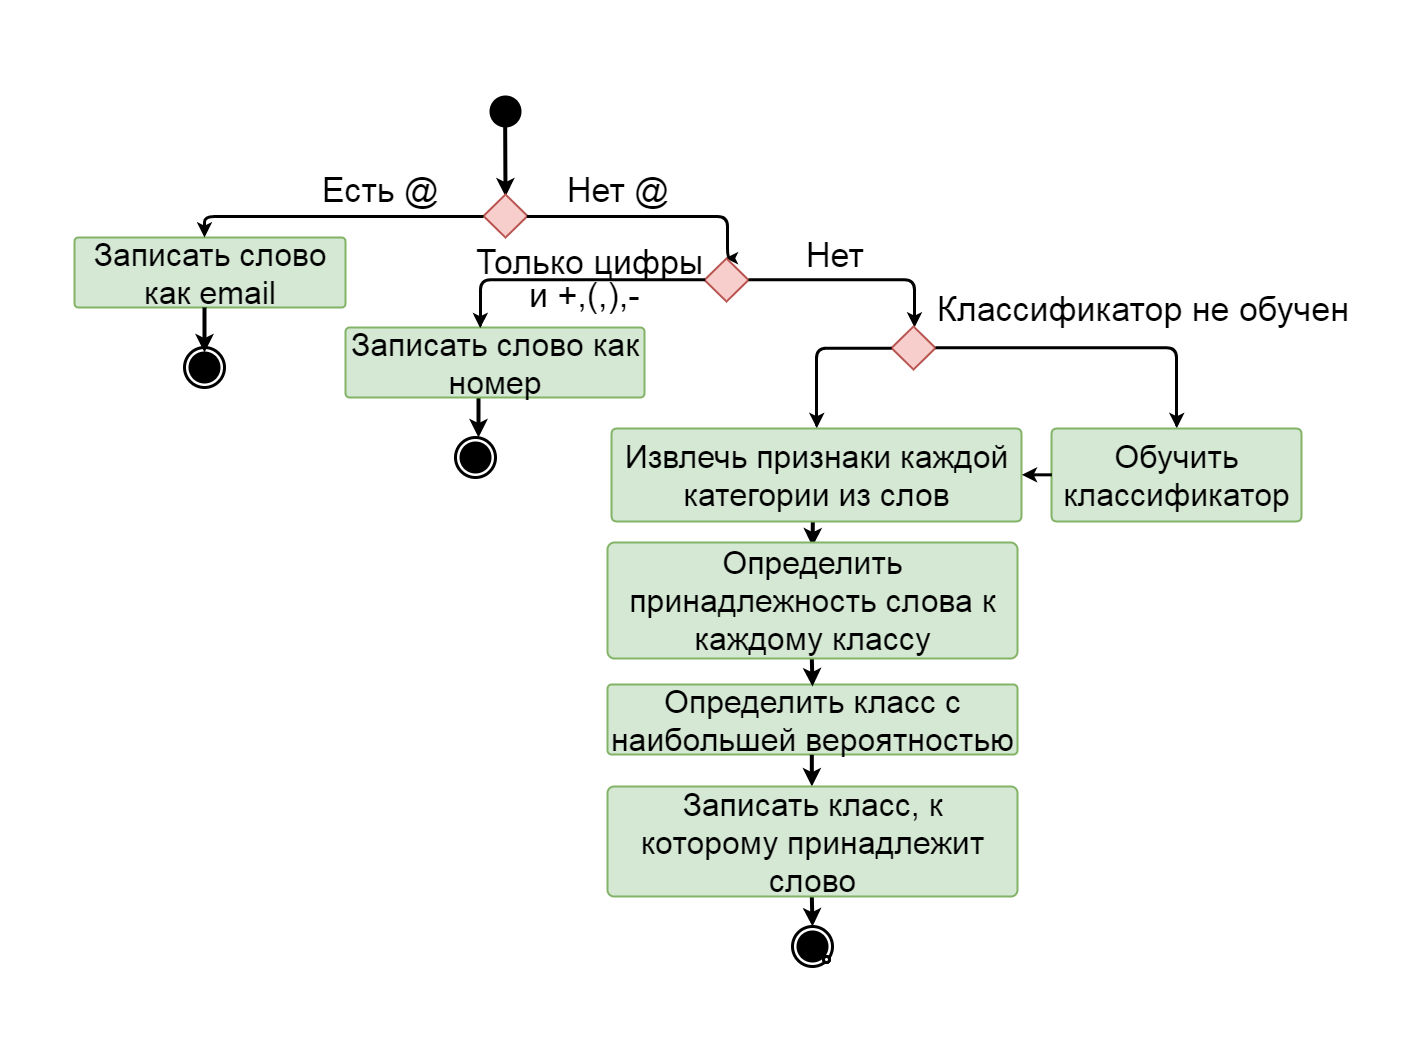 Есть @
Нет @
Записать слово
как email
Только цифры
и +,(,),-
Нет
Записать слово как
номер
Классификатор не обучен
Извлечь признаки каждой
категории из слов
Обучить
классификатор
Определить
принадлежность слова к
каждому классу
Определить класс с
наибольшей вероятностью
Записать класс, к
которому принадлежит
слово